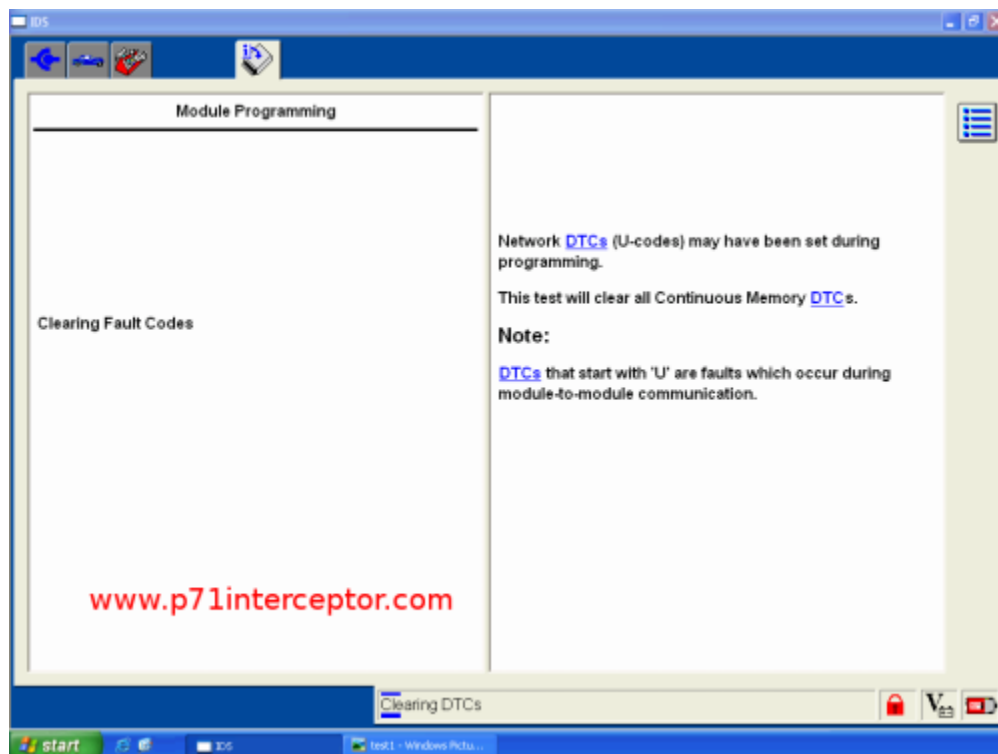 IDS
Module Programming
Clearing Fault Codes
www.p71interceptor.com
Network DTCs (U-codes) may have been set during
programming.
This test will clear all Continuous Memory DTCs.
Note:
DTCs that start with 'U' are faults which occur during
module-to-module communication.
Clearing DTCs
V
start
IDS
test1 - Windows Pictu...